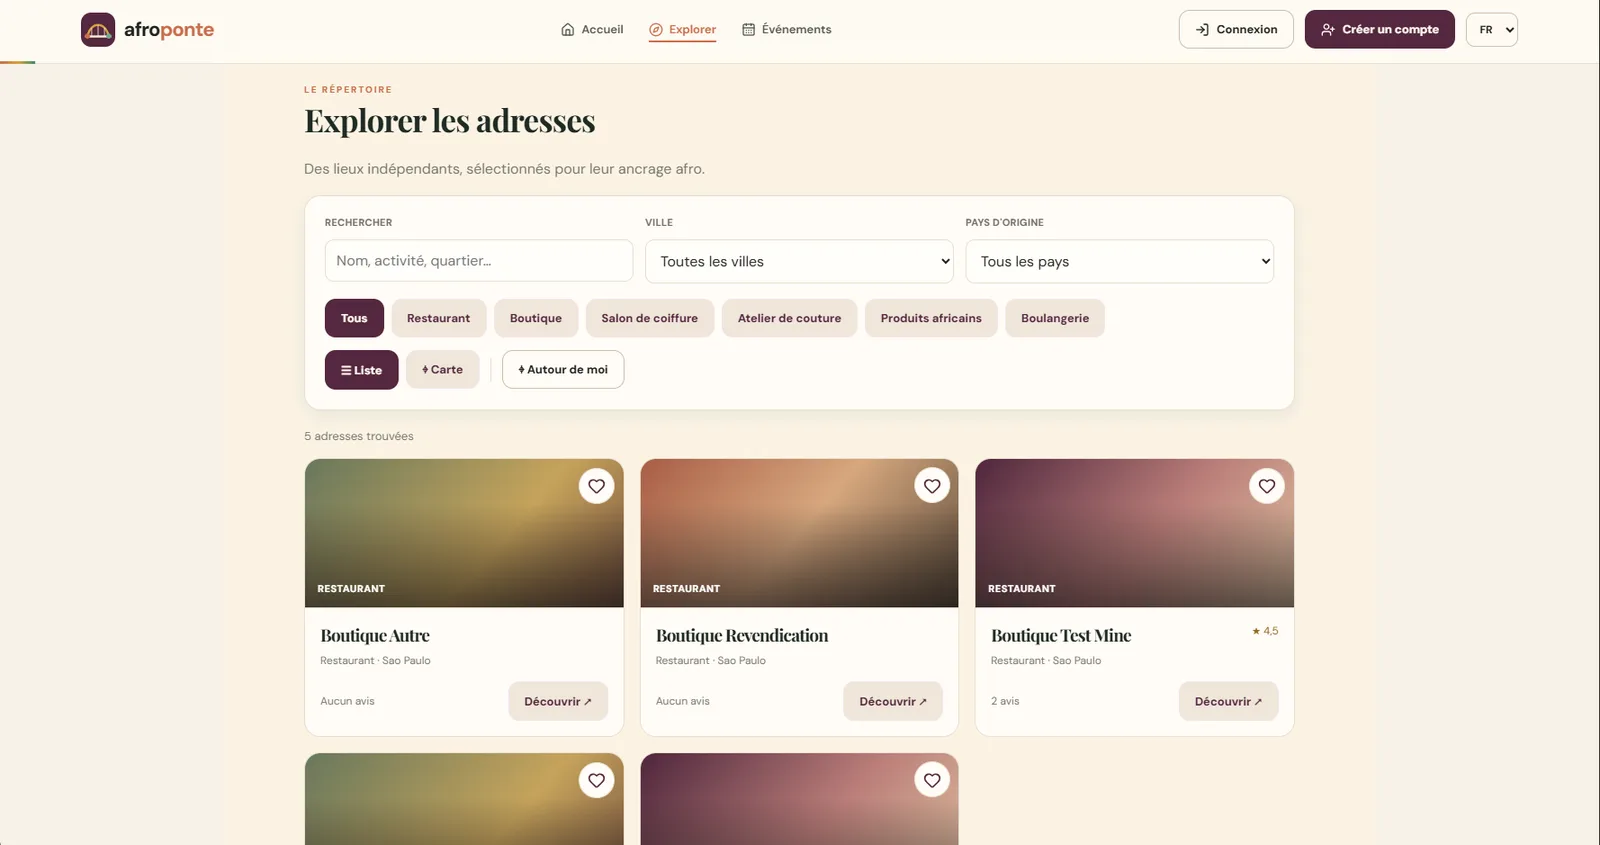 afroponte
Accueil
Explorer
Événements
Connexion
Créer un compte
FR
LE RÉPERTOIRE
Explorer les adresses
Des lieux indépendants, sélectionnés pour leur ancrage afro.
RECHERCHER
VILLE
PAYS D'ORIGINE
Nom, activité, quartier...
Toutes les villes
Tous les pays
Tous
Restaurant
Boutique
Salon de coiffure
Atelier de couture
Produits africains
Boulangerie
Liste
Carte
Autour de moi
5 adresses trouvées
RESTAURANT
Boutique Autre
Restaurant · Sao Paulo
Aucun avis
Découvrir ↗
RESTAURANT
Boutique Revendication
Restaurant · Sao Paulo
Aucun avis
Découvrir ↗
RESTAURANT
Boutique Test Mine
★ 4,5
Restaurant · Sao Paulo
2 avis
Découvrir ↗